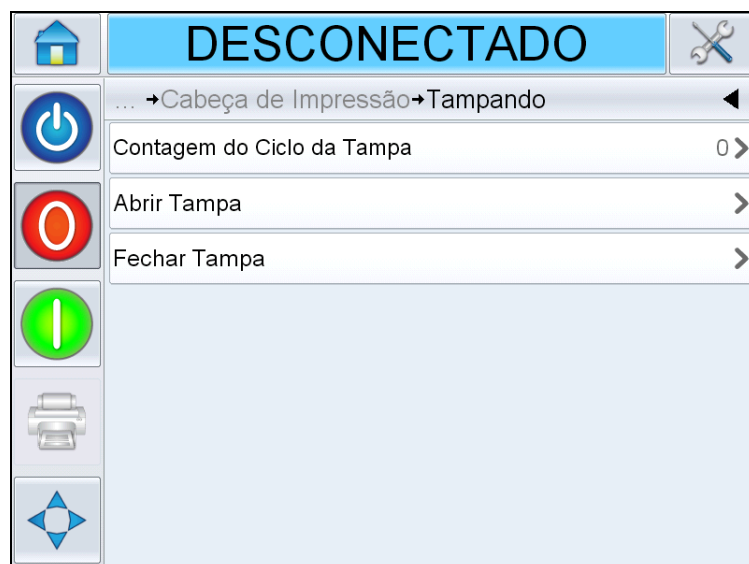 DESCONECTADO
... →Cabeça de Impressão→Tampando
Contagem do Ciclo da Tampa 0
Abrir Tampa
Fechar Tampa